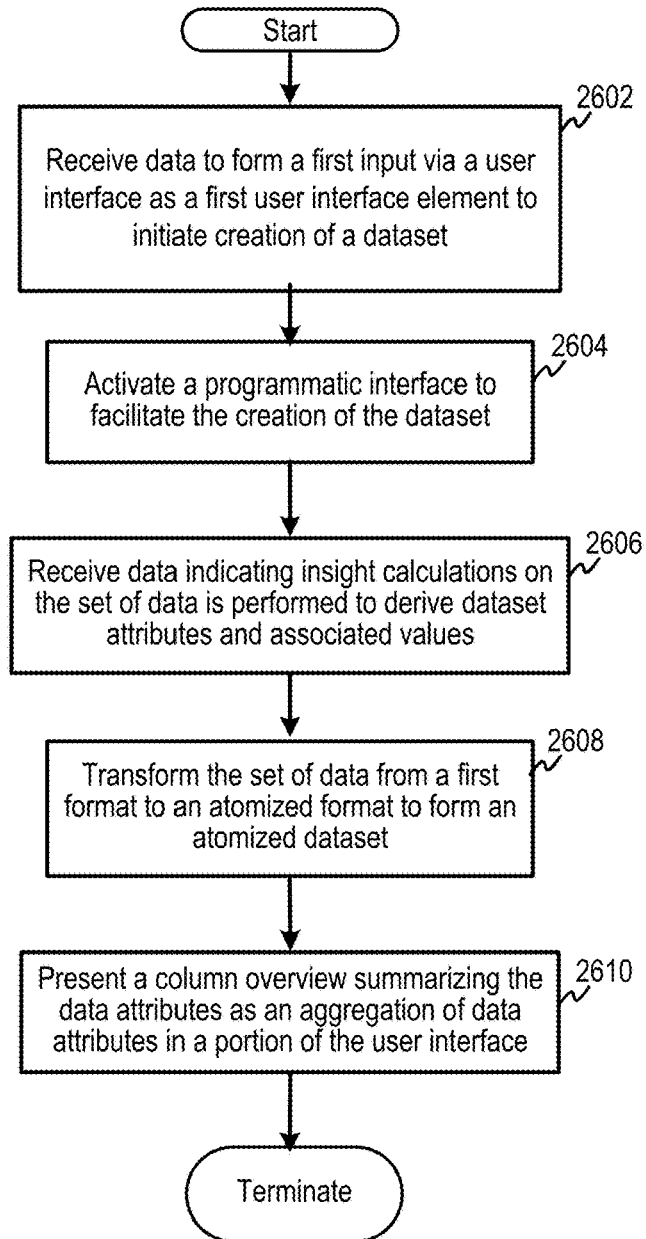 Start
2602
Receive data to form a first input via a user
interface as a first user interface element to
initiate creation of a dataset
2604
Activate a programmatic interface to
facilitate the creation of the dataset
2606
Receive data indicating insight calculations on
the set of data is performed to derive dataset
attributes and associated values
2608
Transform the set of data from a first
format to an atomized format to form an
atomized dataset
2610
Present a column overview summarizing the
data attributes as an aggregation of data
attributes in a portion of the user interface
Terminate